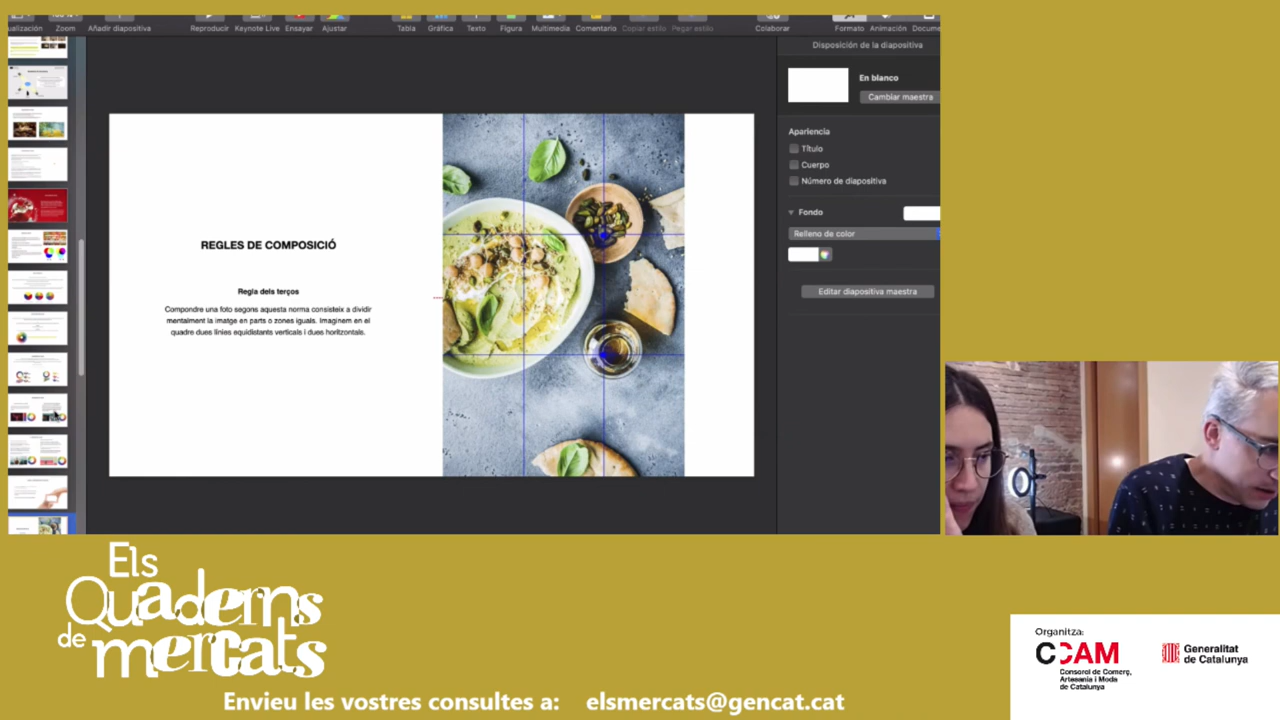 Zoom
Añadir diapositiva
Reproducir
Keynote Live
Ensayar
Ajustar
Tabla
Gráfica
Texto
Figura
Multimedia
Comentario
Copiar estilo
Pegar estilo
Colaborar
Formato
Animación
Docume
Disposición de la diapositiva
En blanco
Cambiar maestra
Apariencia
Título
Cuerpo
Número de diapositiva
Fondo
Relleno de color
Editar diapositiva maestra
REGLES DE COMPOSICIÓ
Regla dels terços
Compondre una foto segons aquesta norma consisteix a dividir
mentalment la imatge en parts o zones iguals. Imaginem en el
quadre dues línies equidistants verticals i dues horitzontals.
Els
Quaderns
de mercats
Envieu les vostres consultes a: elsmercats@gencat.cat
Organitza:
CCAM
Consorci de Comerç,
Artesania i Moda
de Catalunya
Generalitat
de Catalunya